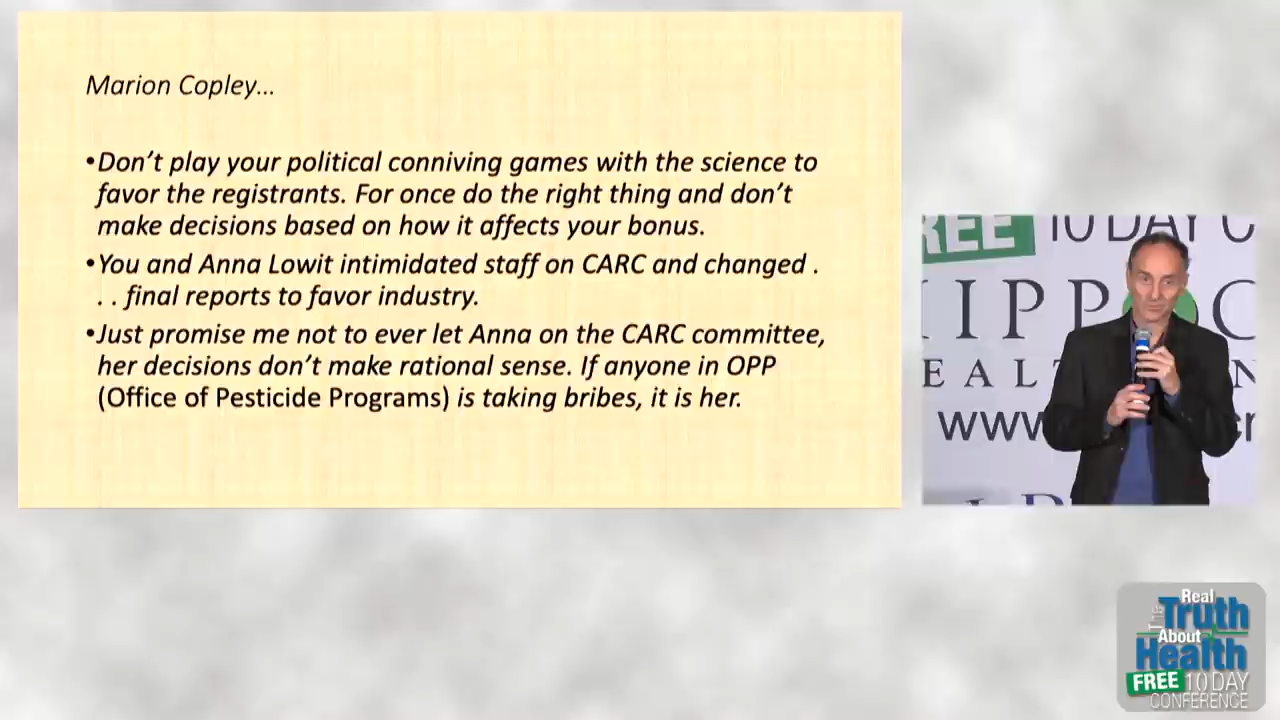 Marion Copley...
•Don't play your political conniving games with the science to
favor the registrants. For once do the right thing and don't
make decisions based on how it affects your bonus.
•You and Anna Lowit intimidated staff on CARC and changed .
. . final reports to favor industry.
•Just promise me not to ever let Anna on the CARC committee,
her decisions don't make rational sense. If anyone in OPP
(Office of Pesticide Programs) is taking bribes, it is her.
REE 10 DAY C
HIPPOC
EALT N
www
The Real
Truth
About
Health
FREE 10 DAY
CONFERENCE